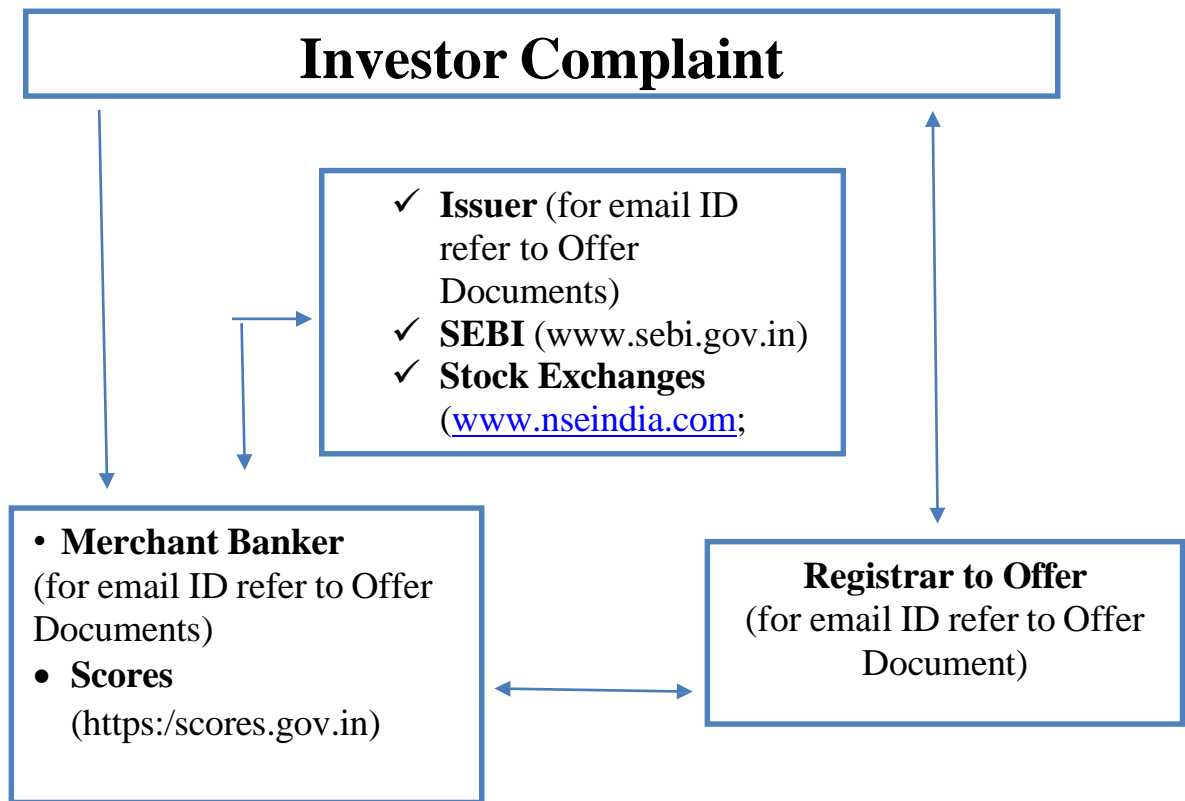 Investor Complaint
✓ Issuer (for email ID
refer to Offer
Documents)
✓ SEBI (www.sebi.gov.in)
✓ Stock Exchanges
(www.nseindia.com;
• Merchant Banker
(for email ID refer to Offer
Documents)
• Scores
(https:/scores.gov.in)
Registrar to Offer
(for email ID refer to Offer
Document)